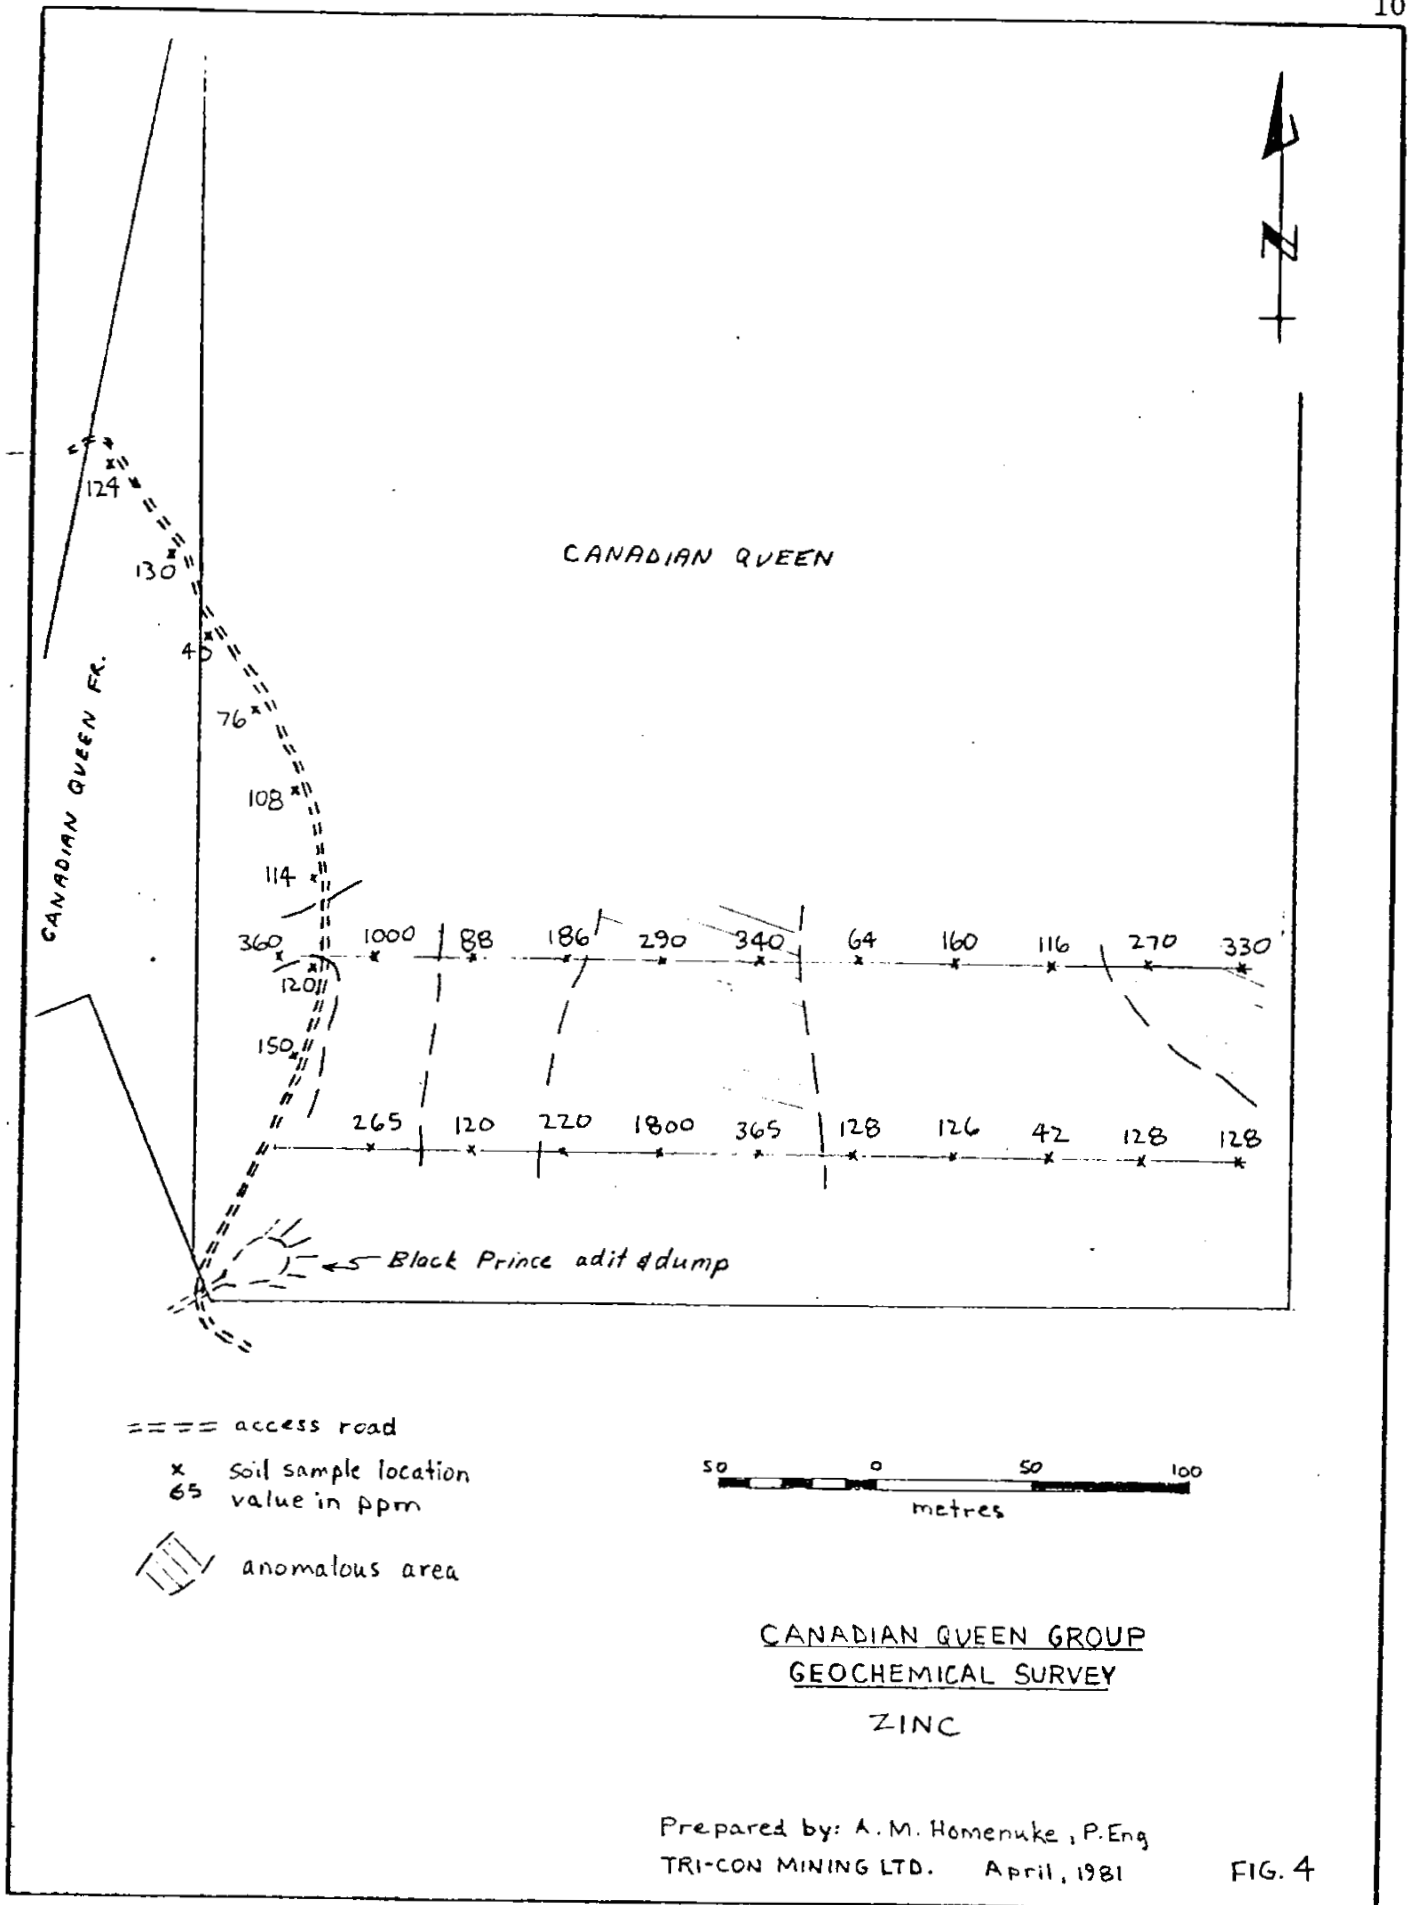 10
N
124
130
CANADIAN QUEEN
40
76
CANADIAN QUEEN FR.
108
114
360 1000 88 186 290 340 64 160 116 270 330
120
150
265 120 220 1800 365 128 126 42 128 128
Black Prince adit & dump
==== access road
x soil sample location
65 value in ppm
anomalous area
50 0 50 100
metres
CANADIAN QUEEN GROUP
GEOCHEMICAL SURVEY
ZINC
Prepared by: A.M. Homenuke, P.Eng
TRI-CON MINING LTD. April, 1981
FIG. 4